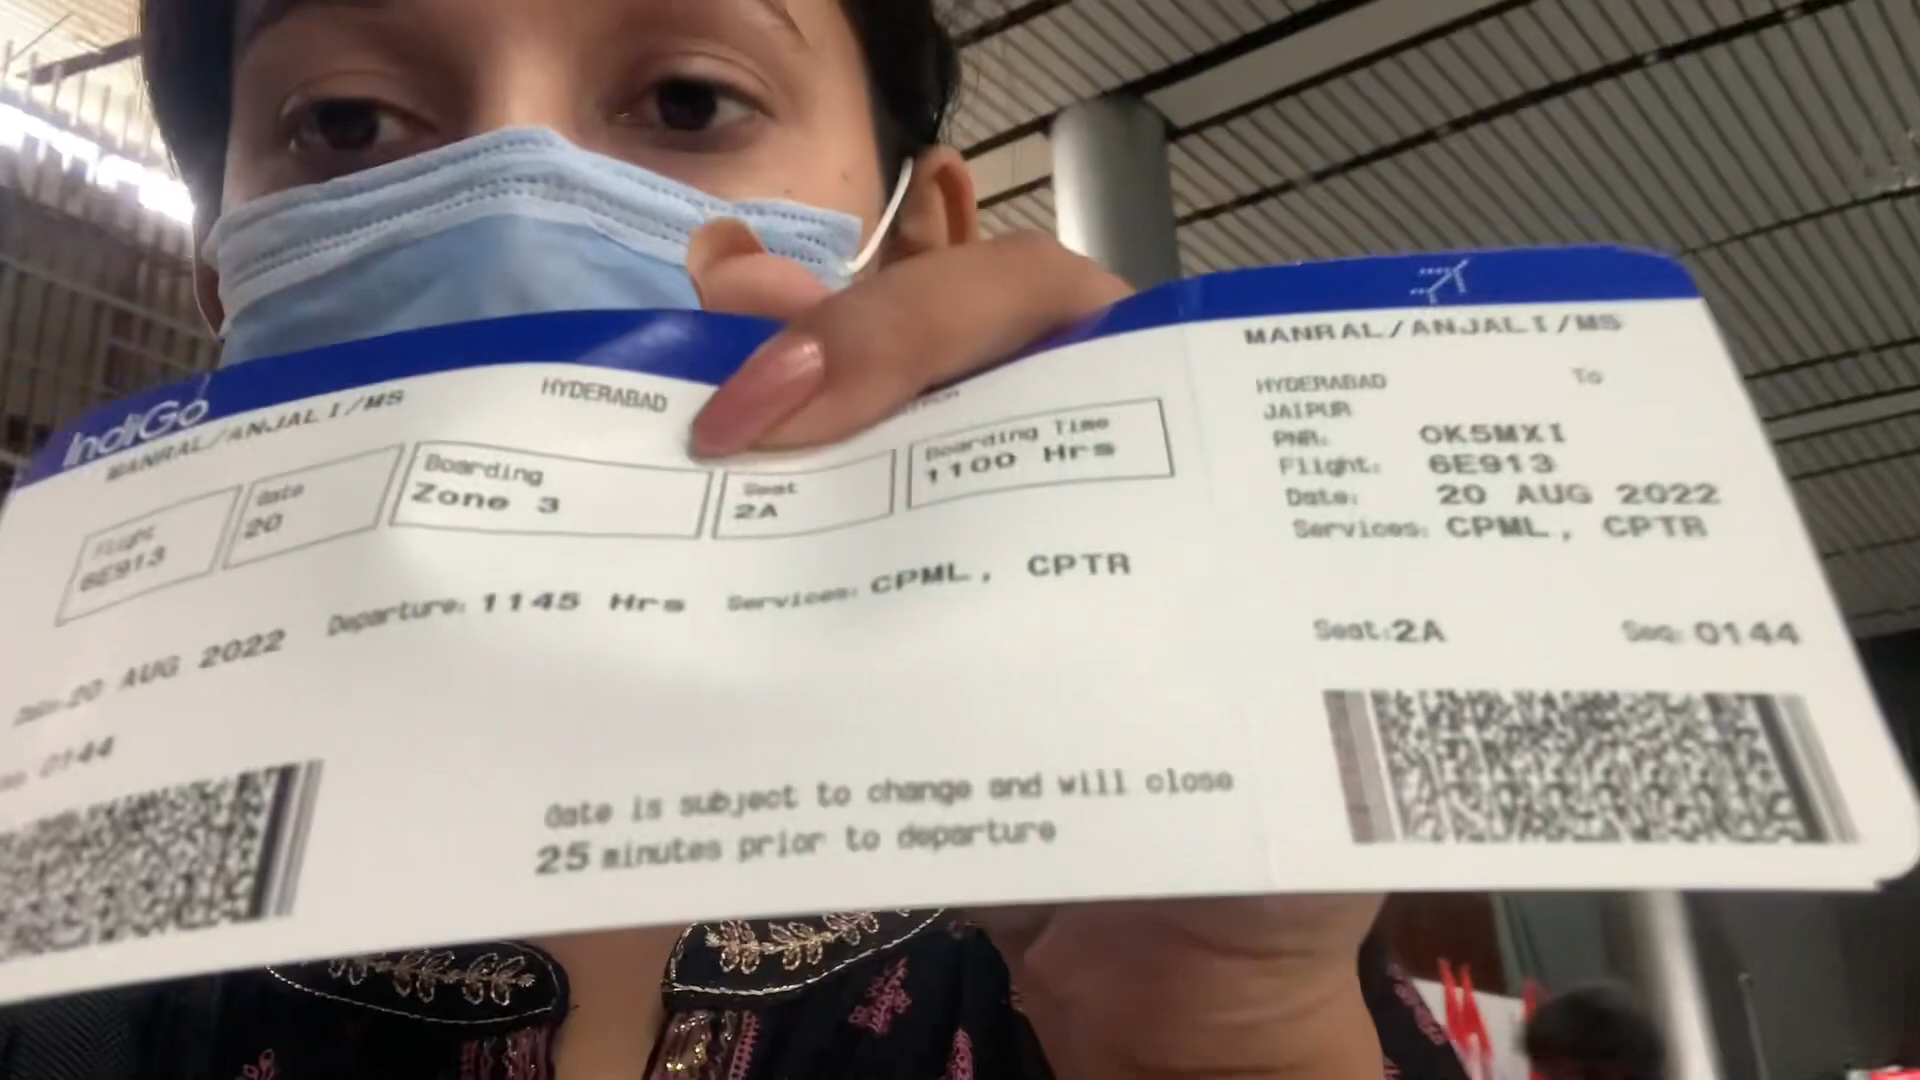 IndiGo
MANRAL/ANJALI/MS
HYDERABAD
Flight
6E913
Gate
20
Boarding
Zone 3
Seat
2A
Boarding Time
1100 Hrs
20 AUG 2022
Departure: 1145 Hrs
Services: CPML, CPTR
0144
Gate is subject to change and will close
25 minutes prior to departure
MANRAL/ANJALI/MS
HYDERABAD To
JAIPUR
PNR: OK5MXI
Flight: 6E913
Date: 20 AUG 2022
Services: CPML, CPTR
Seat:2A Seq: 0144